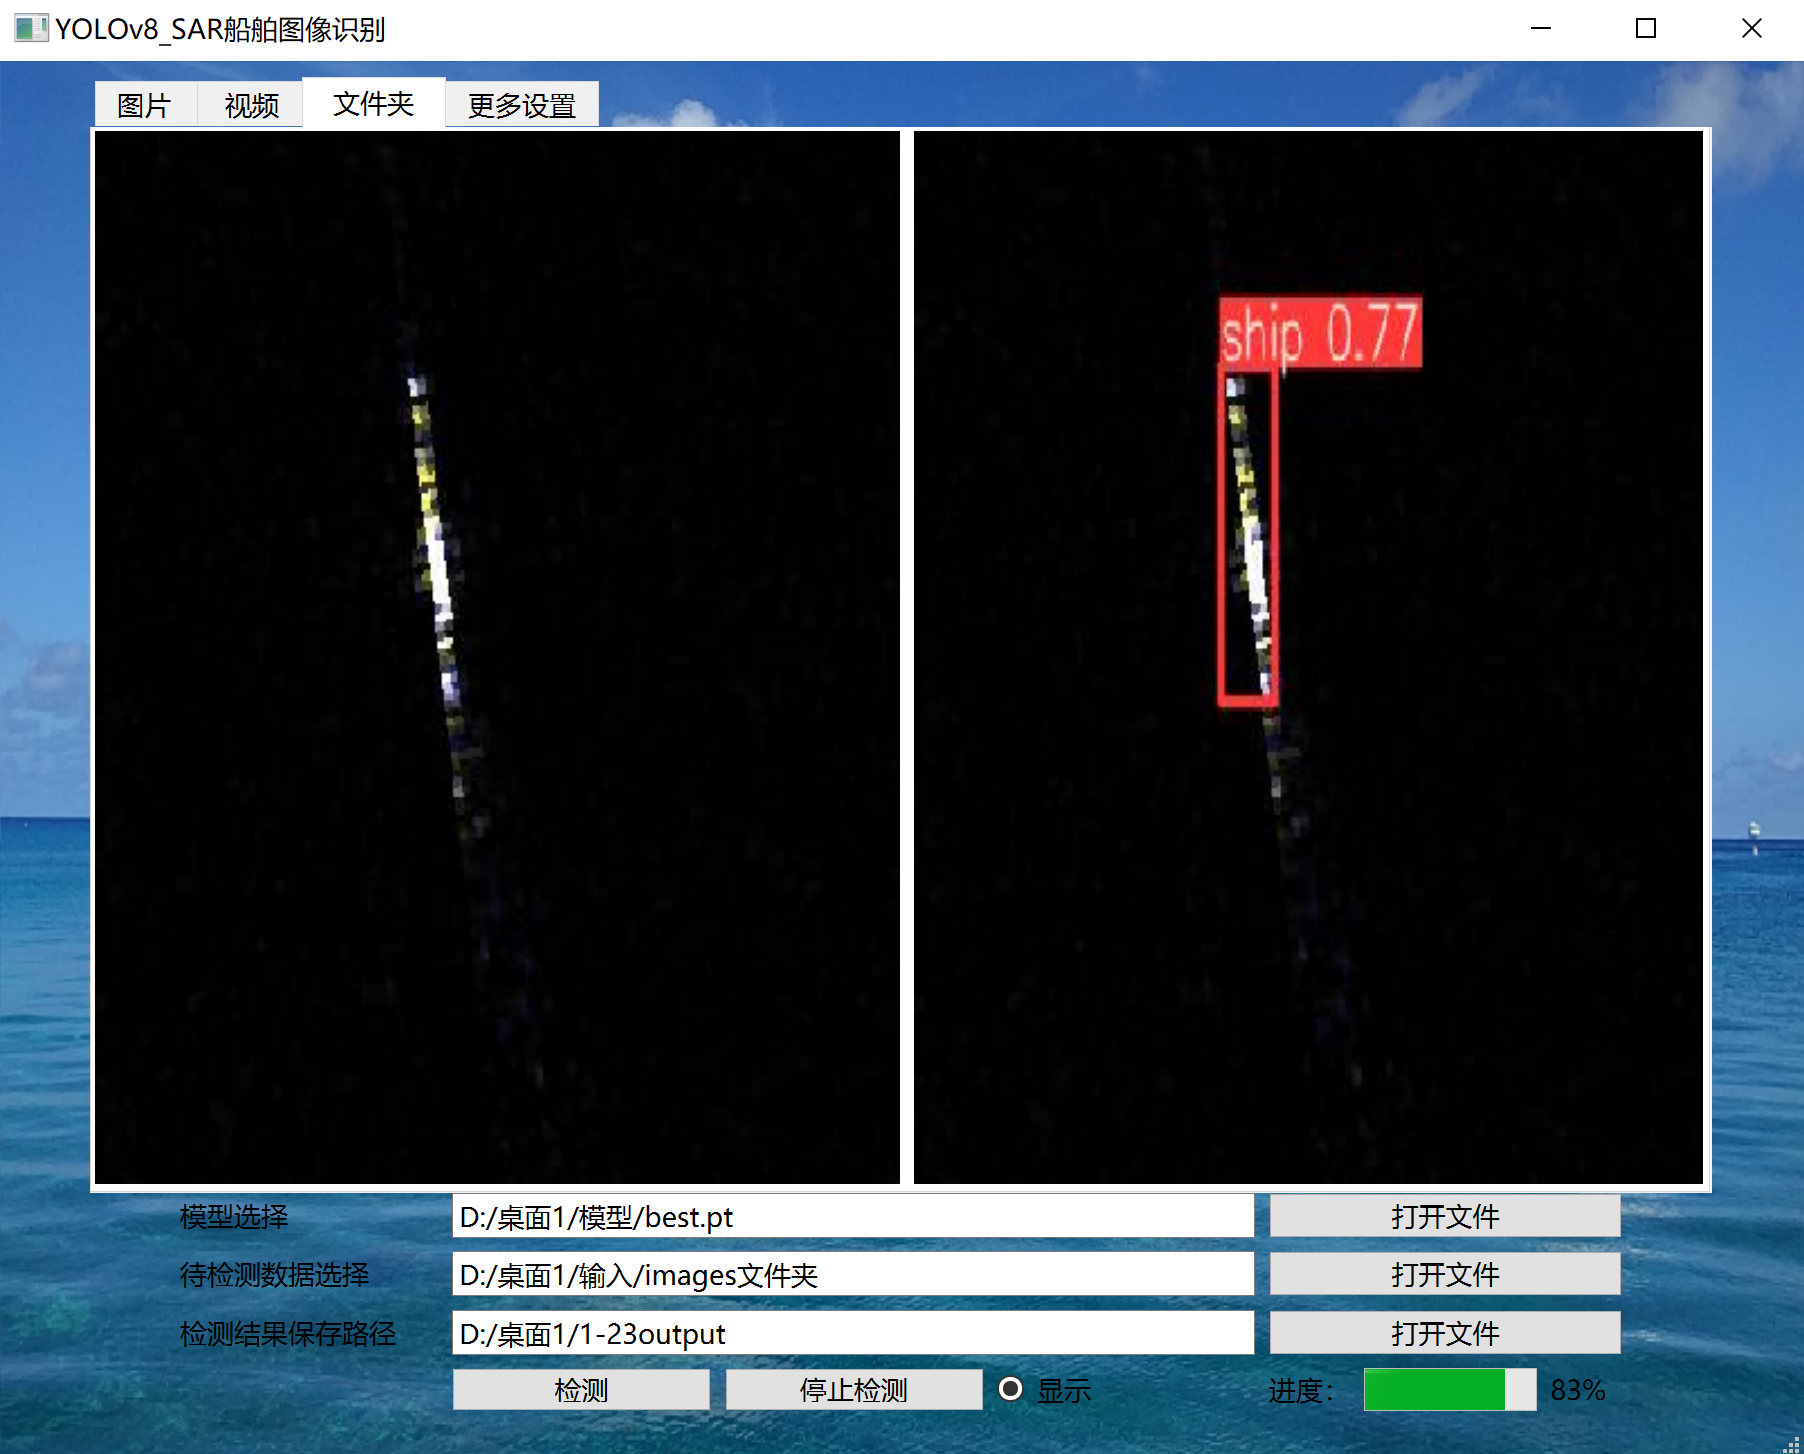 YOLOv8_SAR船舶图像识别
图片 视频 文件夹 更多设置
ship 0.77
模型选择 D:/桌面1/模型/best.pt 打开文件
待检测数据选择 D:/桌面1/输入/images文件夹 打开文件
检测结果保存路径 D:/桌面1/1-23output 打开文件
检测 停止检测 显示 进度： 83%